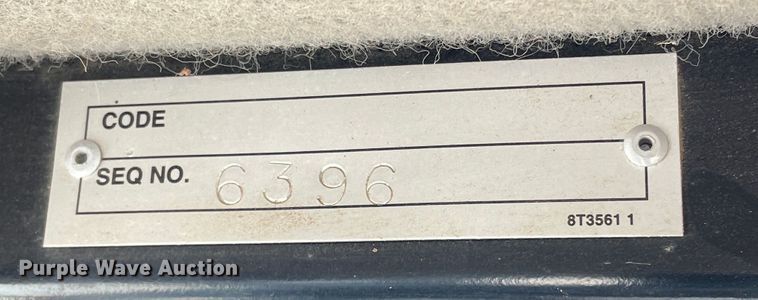 CODE
SEQ NO. 6396
8T3561 1
Purple Wave Auction